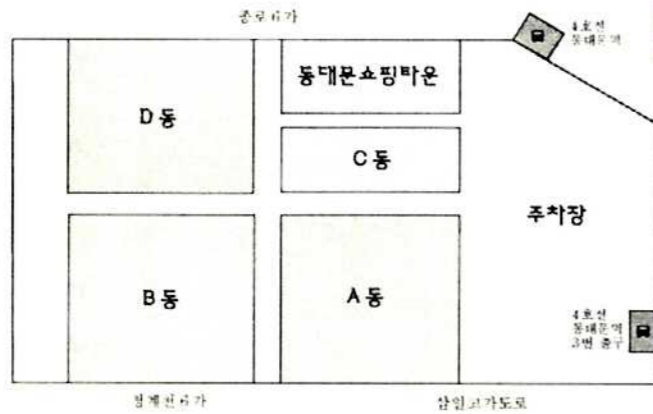 종로6가
4호선
동대문역
동대문쇼핑타운
D동
C동
주차장
B동
A동
4호선
동대문역
3번 출구
청계천6가
삼일고가도로